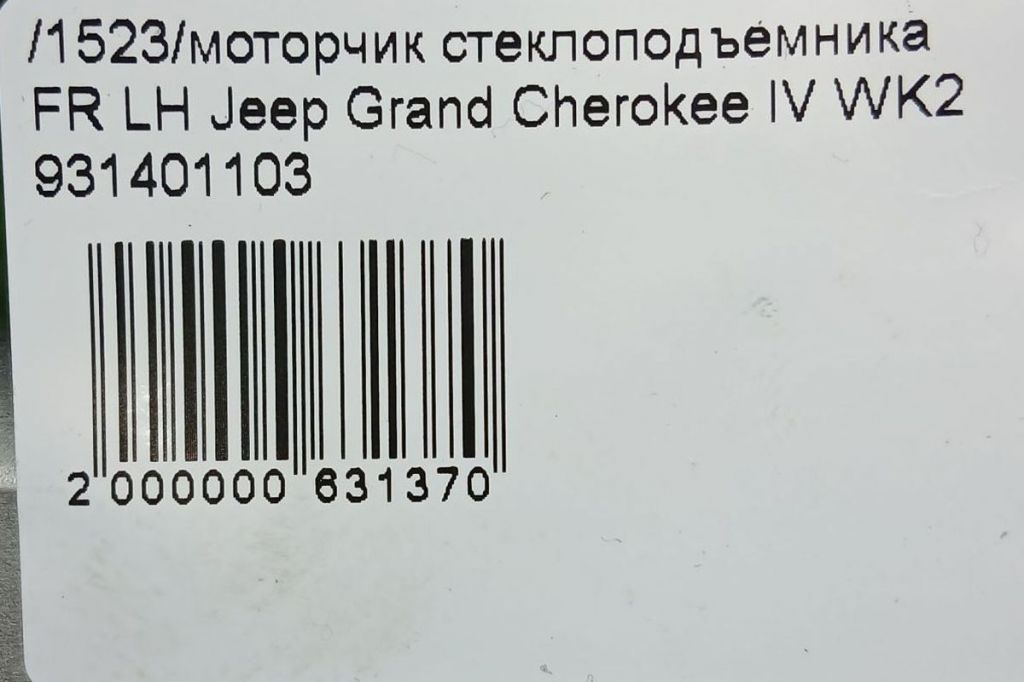 /1523/моторчик стеклоподъемника
FR LH Jeep Grand Cherokee IV WK2
931401103
2 000000 631370